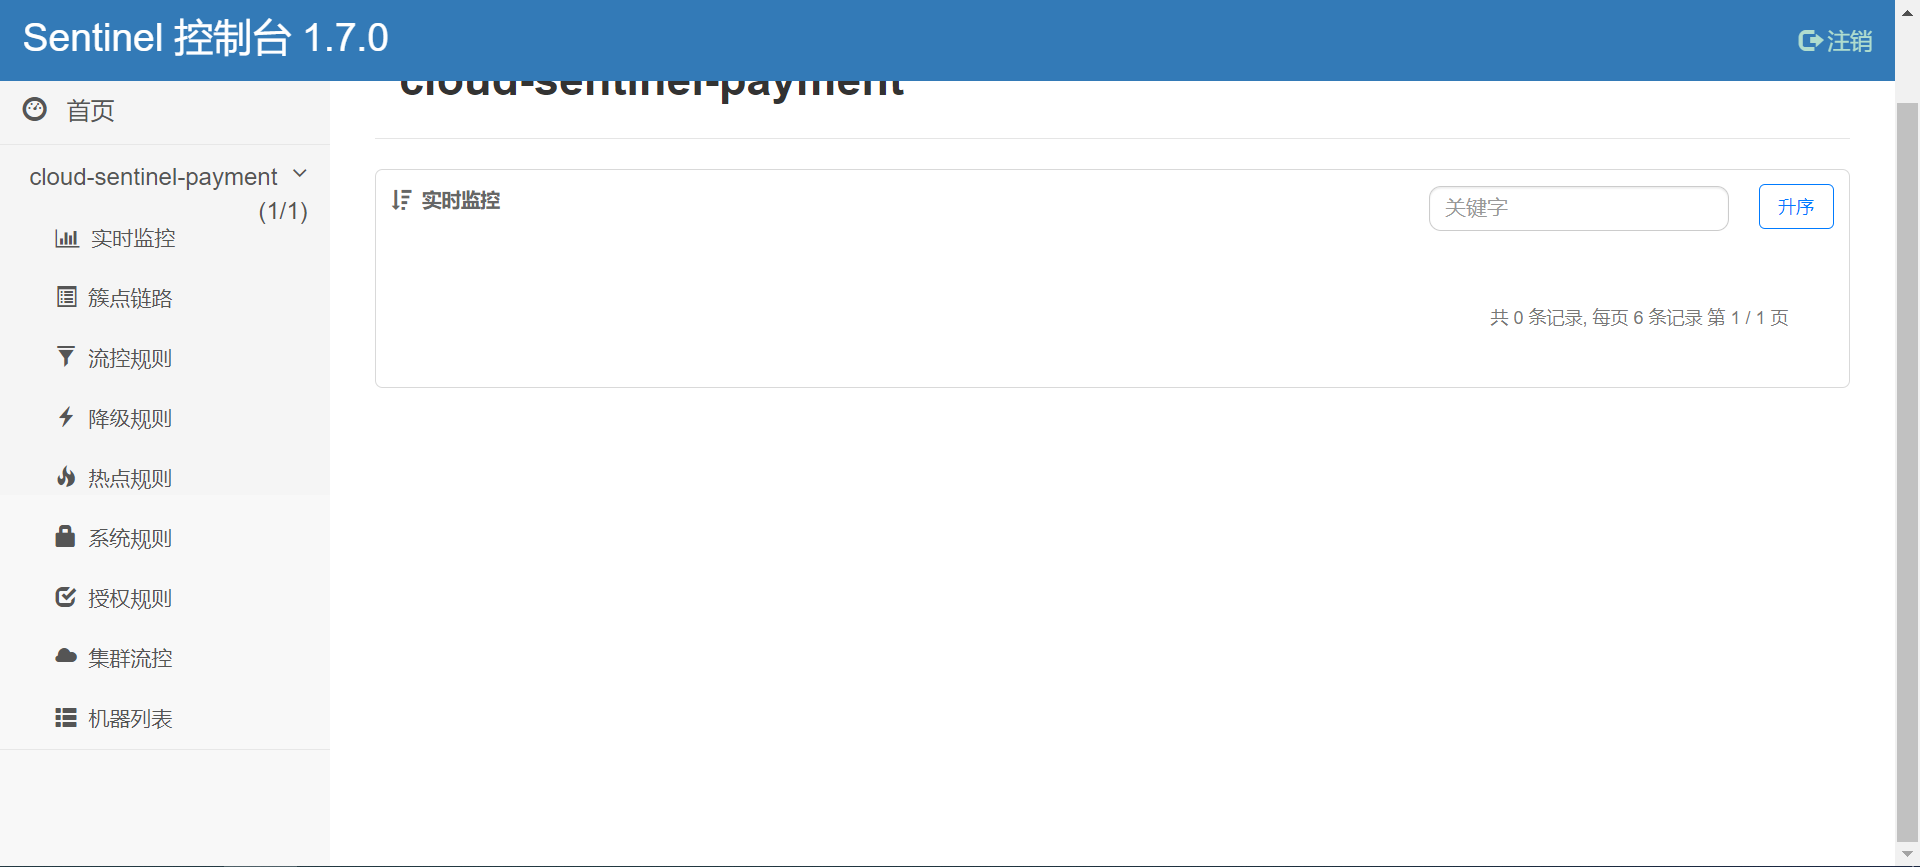 Sentinel 控制台 1.7.0
注销
首页
cloud-sentinel-payment
(1/1)
实时监控
簇点链路
流控规则
降级规则
热点规则
系统规则
授权规则
集群流控
机器列表
cloud-sentinel-payment
实时监控
关键字
升序
共 0 条记录, 每页 6 条记录 第 1 / 1 页